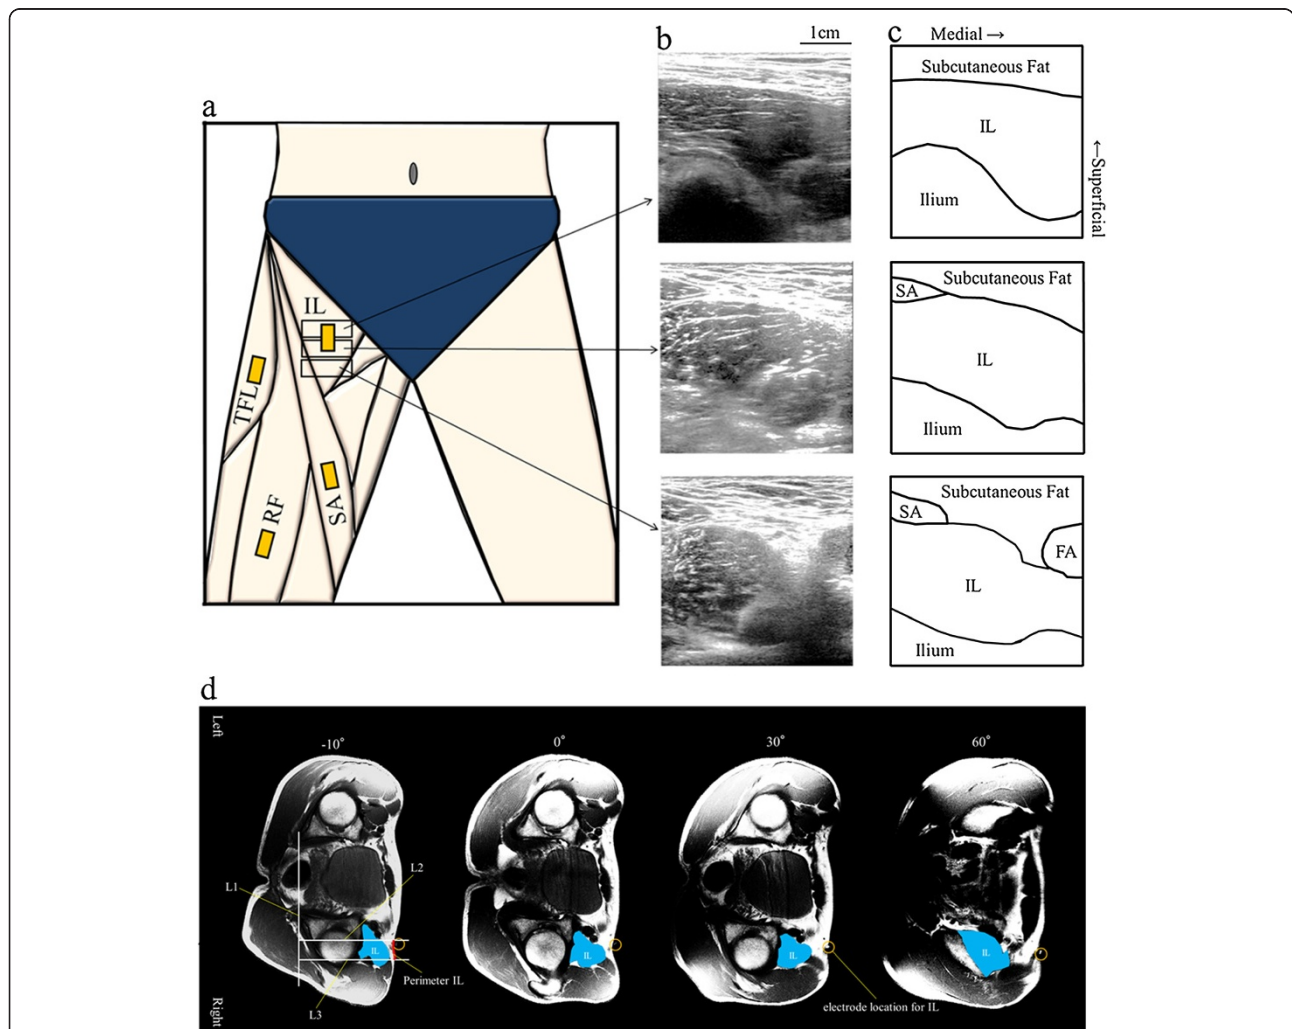 a
IL
TFL
RF
SA
b
1cm
c
Medial →
Subcutaneous Fat
IL
Ilium
←Superficial
Subcutaneous Fat
SA
IL
Ilium
Subcutaneous Fat
SA
FA
IL
Ilium
d
Left
Right
-10°
0°
30°
60°
L1
L2
L3
IL
Perimeter IL
IL
IL
electrode location for IL
IL